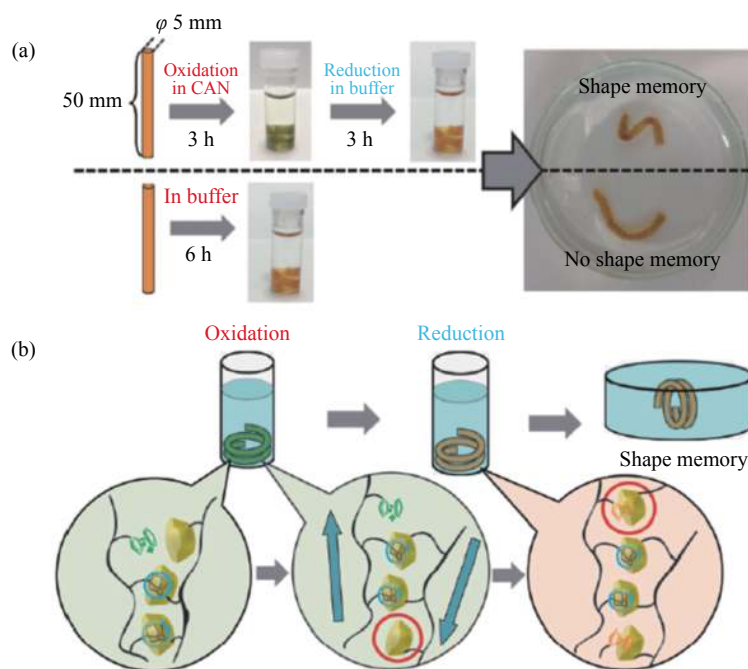 (a)
φ 5 mm
50 mm
Oxidation
in CAN
3 h
Reduction
in buffer
3 h
Shape memory
In buffer
6 h
No shape memory
(b)
Oxidation
Reduction
Shape memory